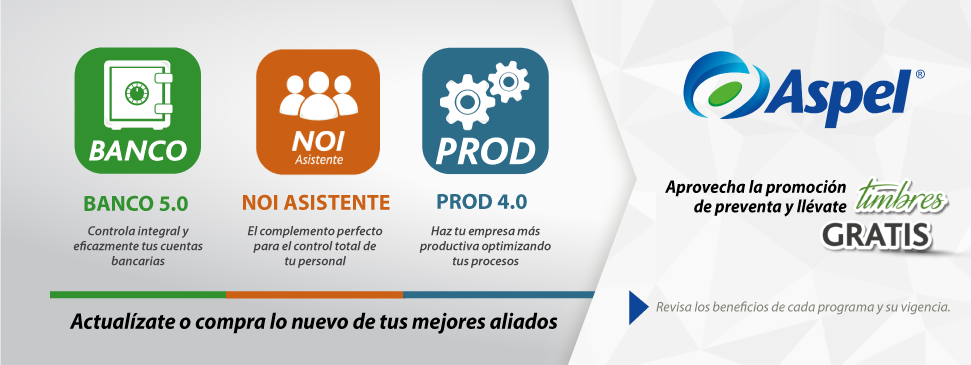 BANCO
NOI
Asistente
PROD
BANCO 5.0
Controla integral y
eficazmente tus cuentas
bancarias
NOI ASISTENTE
El complemento perfecto
para el control total de
tu personal
PROD 4.0
Haz tu empresa más
productiva optimizando
tus procesos
Actualízate o compra lo nuevo de tus mejores aliados
Aspel®
Aprovecha la promoción
de preventa y llévate
timbres
GRATIS
Revisa los beneficios de cada programa y su vigencia.